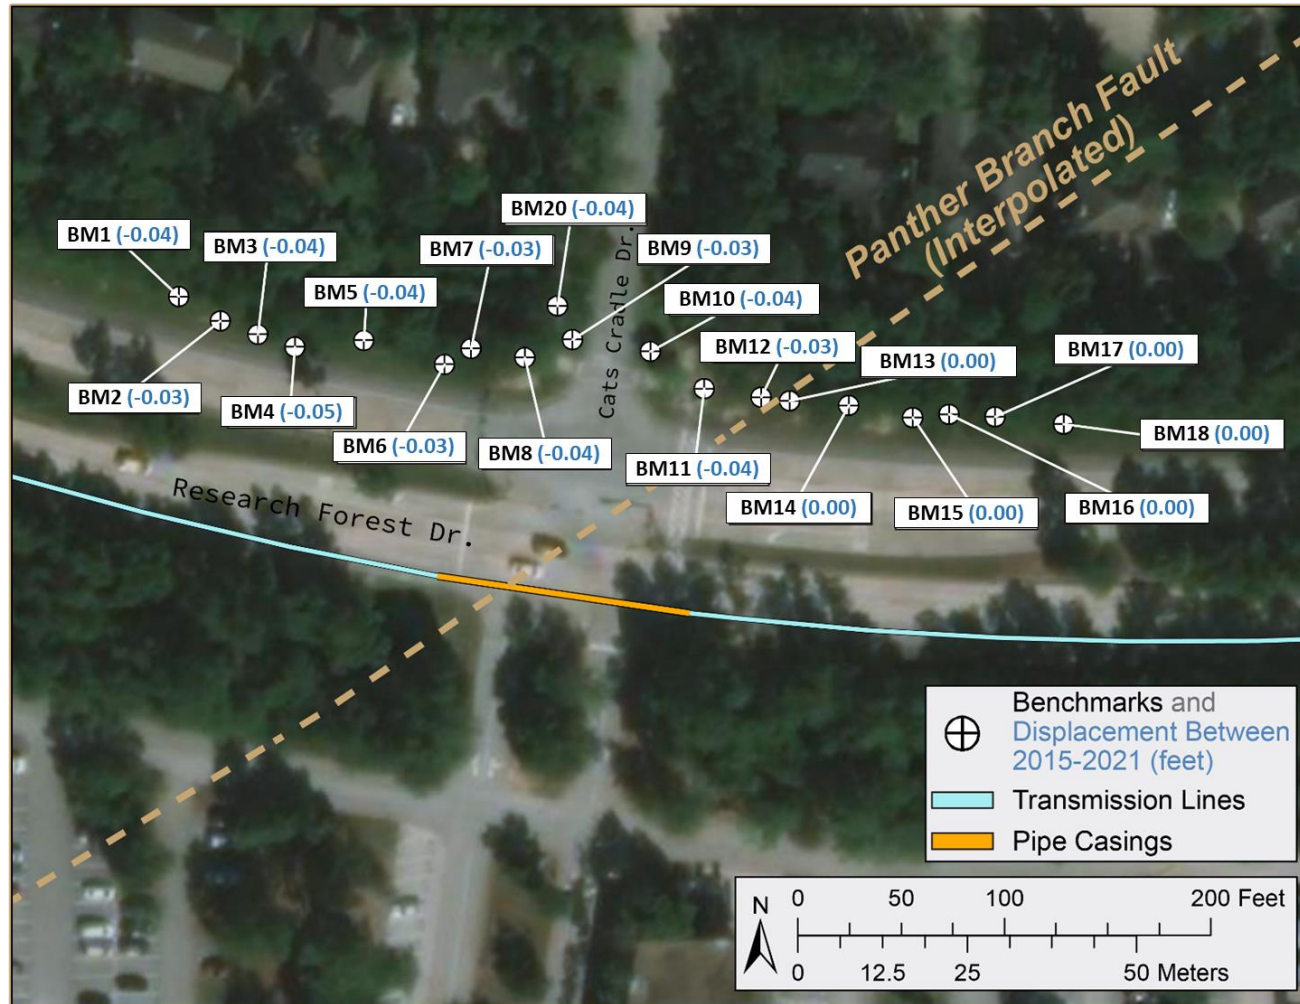 Panther Branch Fault
(Interpolated)
BM20 (-0.04)
BM1 (-0.04)
BM3 (-0.04)
BM7 (-0.03)
BM9 (-0.03)
BM5 (-0.04)
BM10 (-0.04)
Cats Cradle Dr.
BM12 (-0.03)
BM13 (0.00)
BM17 (0.00)
BM2 (-0.03)
BM4 (-0.05)
BM6 (-0.03)
BM8 (-0.04)
BM11 (-0.04)
BM18 (0.00)
BM14 (0.00)
BM15 (0.00)
BM16 (0.00)
Research Forest Dr.
Benchmarks and
Displacement Between
2015-2021 (feet)
Transmission Lines
Pipe Casings
N
0 50 100 200 Feet
0 12.5 25 50 Meters